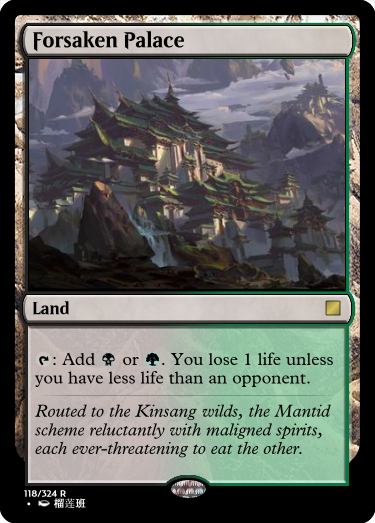 Forsaken Palace
Land
: Add or . You lose 1 life unless
you have less life than an opponent.
Routed to the Kinsang wilds, the Mantid
scheme reluctantly with maligned spirits,
each ever-threatening to eat the other.
118/324 R
• 榴莲班